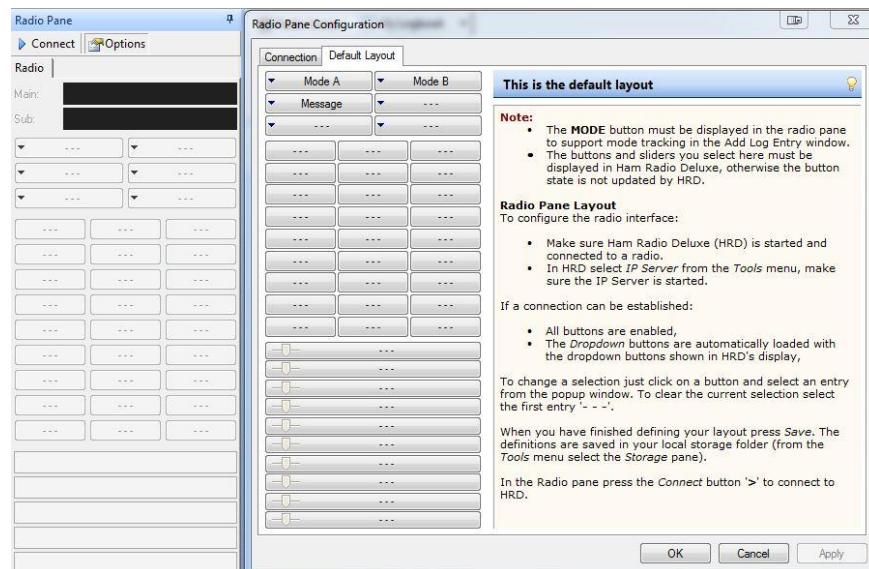 Radio Pane
Connect Options
Radio
Main:
Sub:
--- ---
--- ---
--- ---
--- --- ---
--- --- ---
--- --- ---
--- --- ---
--- --- ---
--- --- ---
--- --- ---
--- --- ---
--- --- ---
Radio Pane Configuration
Connection Default Layout
Mode A Mode B
Message ---
--- ---
--- --- ---
--- --- ---
--- --- ---
--- --- ---
--- --- ---
--- --- ---
--- --- ---
--- --- ---
--- --- ---
---
---
---
---
---
---
---
---
---
---
This is the default layout
Note:
• The MODE button must be displayed in the radio pane
to support mode tracking in the Add Log Entry window.
• The buttons and sliders you select here must be
displayed in Ham Radio Deluxe, otherwise the button
state is not updated by HRD.
Radio Pane Layout
To configure the radio interface:
• Make sure Ham Radio Deluxe (HRD) is started and
connected to a radio.
• In HRD select IP Server from the Tools menu, make
sure the IP Server is started.
If a connection can be established:
• All buttons are enabled,
• The Dropdown buttons are automatically loaded with
the dropdown buttons shown in HRD's display,
To change a selection just click on a button and select an entry
from the popup window. To clear the current selection select
the first entry '- - -'.
When you have finished defining your layout press Save. The
definitions are saved in your local storage folder (from the
Tools menu select the Storage pane).
In the Radio pane press the Connect button '>' to connect to
HRD.
OK Cancel Apply